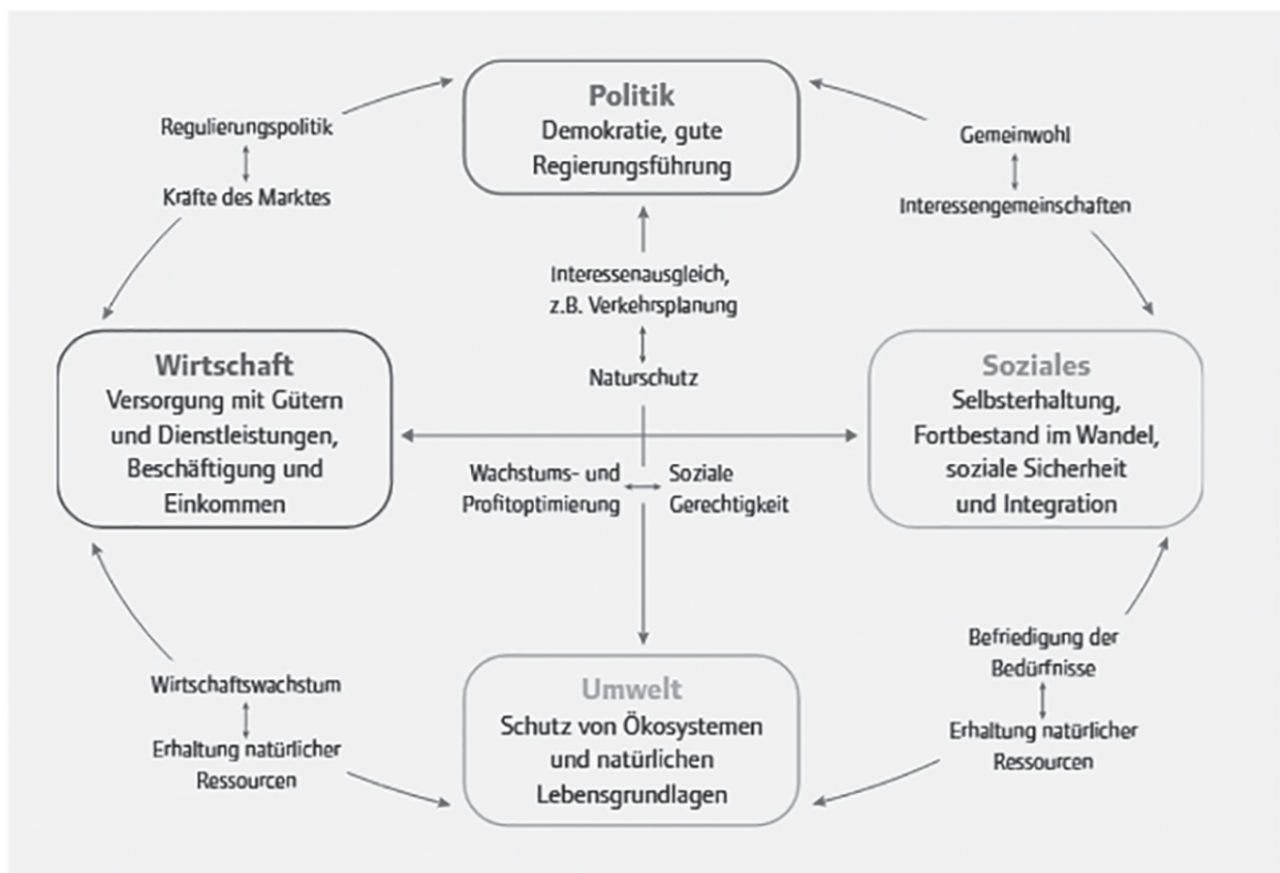 Politik
Demokratie, gute
Regierungsführung
Regulierungspolitik
Kräfte des Marktes
Gemeinwohl
Interessengemeinschaften
Interessenausgleich,
z.B. Verkehrsplanung
Naturschutz
Wirtschaft
Versorgung mit Gütern
und Dienstleistungen,
Beschäftigung und
Einkommen
Soziales
Selbsterhaltung,
Fortbestand im Wandel,
soziale Sicherheit
und Integration
Wachstums- und
Profitoptimierung
Soziale
Gerechtigkeit
Wirtschaftswachstum
Erhaltung natürlicher
Ressourcen
Befriedigung der
Bedürfnisse
Erhaltung natürlicher
Ressourcen
Umwelt
Schutz von Ökosystemen
und natürlichen
Lebensgrundlagen